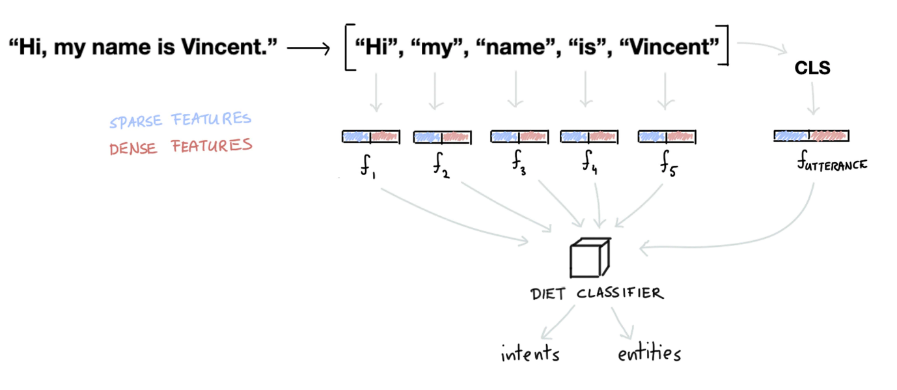 “Hi, my name is Vincent.” [“Hi”, “my”, “name”, “is”, “Vincent”]
CLS
SPARSE FEATURES
DENSE FEATURES
f1 f2 f3 f4 f5 fUTTERANCE
DIET CLASSIFIER
intents entities